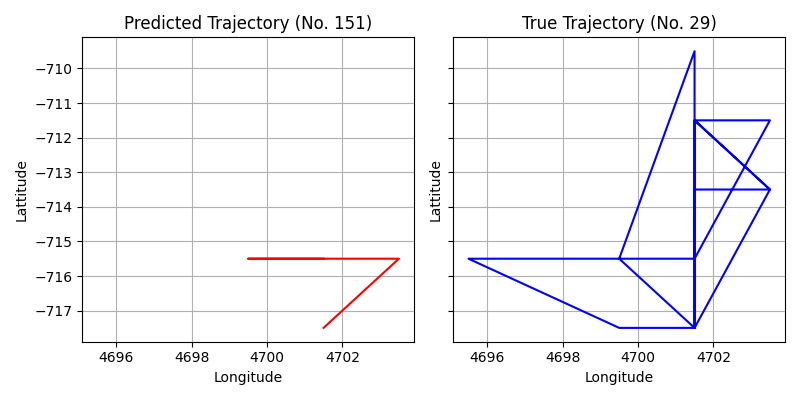 Predicted Trajectory (No. 151)
True Trajectory (No. 29)
Lattitude
−710
−711
−712
−713
−714
−715
−716
−717
4696
4698
4700
4702
Longitude
Lattitude
4696
4698
4700
4702
Longitude